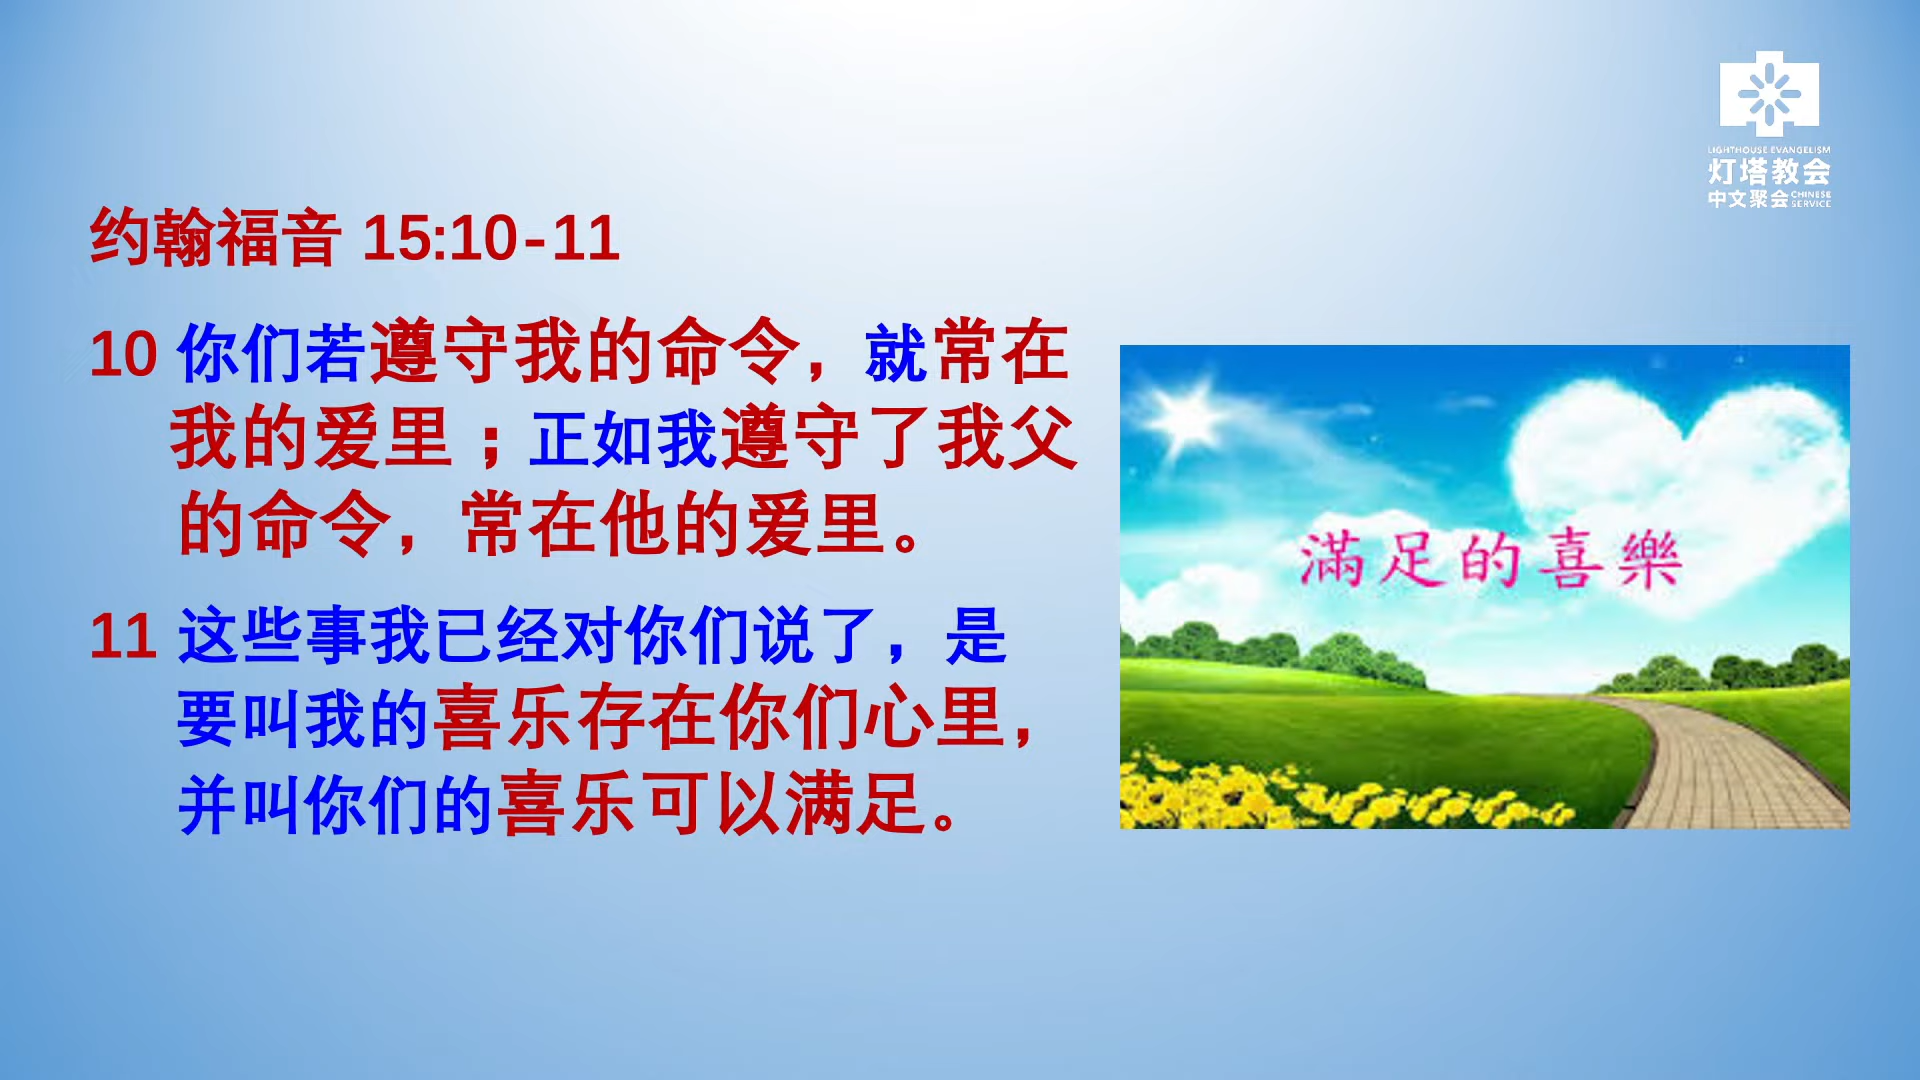 LIGHTHOUSE EVANGELISM
灯塔教会
中文聚会 CHINESE SERVICE
约翰福音 15:10-11
10 你们若遵守我的命令，就常在
我的爱里；正如我遵守了我父
的命令，常在他的爱里。
11 这些事我已经对你们说了，是
要叫我的喜乐存在你们心里，
并叫你们的喜乐可以满足。
滿足的喜樂